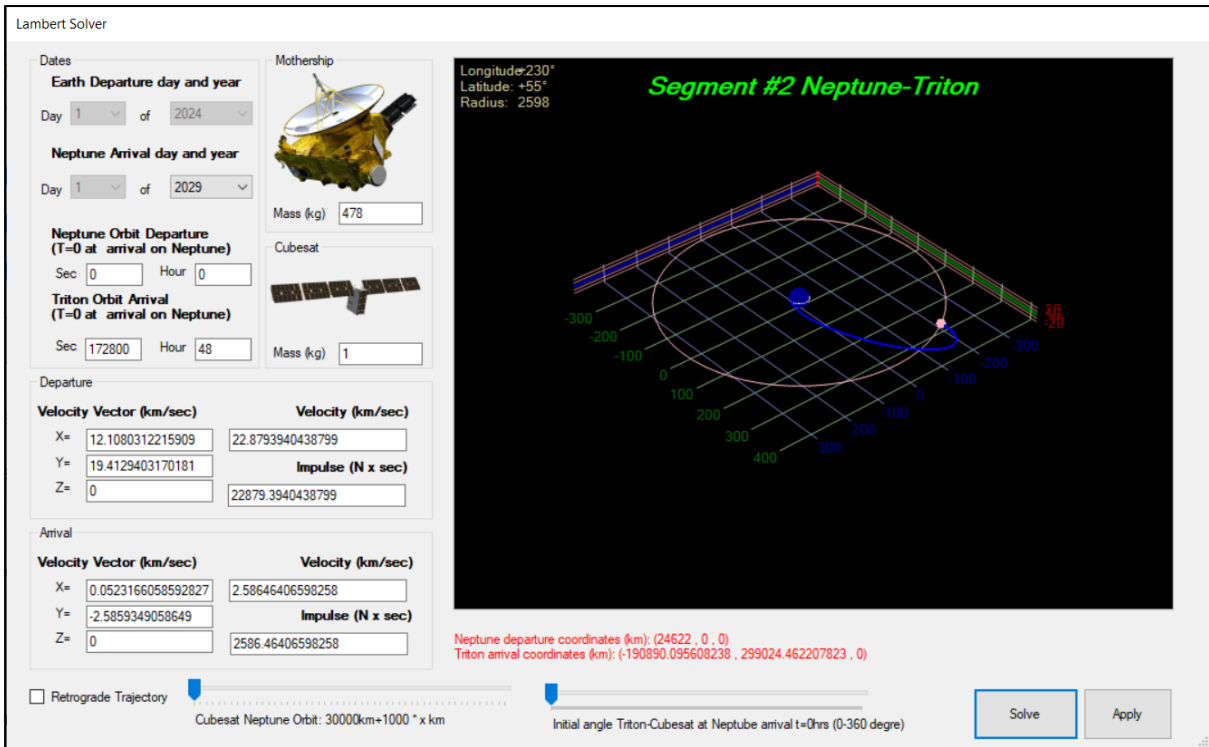 Lambert Solver
Dates
Earth Departure day and year
Day 1 of 2024
Neptune Arrival day and year
Day 1 of 2029
Neptune Orbit Departure
(T=0 at arrival on Neptune)
Sec 0 Hour 0
Triton Orbit Arrival
(T=0 at arrival on Neptune)
Sec 172800 Hour 48
Mothership
Mass (kg) 478
Cubesat
Mass (kg) 1
Departure
Velocity Vector (km/sec) Velocity (km/sec)
X= 12.1080312215909 22.8793940438799
Y= 19.4129403170181 Impulse (N x sec)
Z= 0 22879.3940438799
Arrival
Velocity Vector (km/sec) Velocity (km/sec)
X= 0.0523166058592827 2.58646406598258
Y= -2.5859349058649 Impulse (N x sec)
Z= 0 2586.46406598258
Longitude: +230°
Latitude: +55°
Radius: 2598
Segment #2 Neptune-Triton
-300
-200
-100
0
100
200
300
400
-300
-200
-100
0
100
200
300
Neptune departure coordinates (km): (24622 , 0 , 0)
Triton arrival coordinates (km): (-190890.095608238 , 299024.462207823 , 0)
Retrograde Trajectory
Cubesat Neptune Orbit: 30000km+1000 * x km
Initial angle Triton-Cubesat at Neptube arrival t=0hrs (0-360 degre)
Solve
Apply